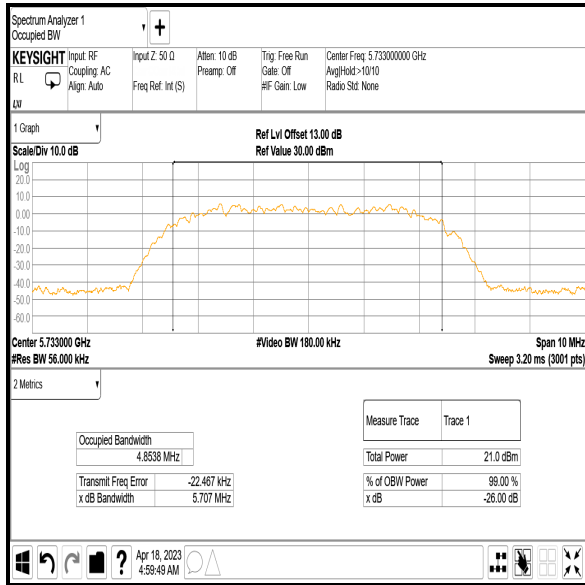 Spectrum Analyzer 1
Occupied BW
+
KEYSIGHT Input: RF Input Z: 50 Ω Atten: 10 dB Trig: Free Run Center Freq: 5.733000000 GHz
R L Coupling: AC Preamp: Off Gate: Off Avg|Hold:>10/10
Align: Auto Freq Ref: Int (S) #IF Gain: Low Radio Std: None
LXI
1 Graph
Ref Lvl Offset 13.00 dB
Scale/Div 10.0 dB Ref Value 30.00 dBm
Log
20.0
10.0
0.00
-10.0
-20.0
-30.0
-40.0
-50.0
-60.0
Center 5.733000 GHz #Video BW 180.00 kHz Span 10 MHz
#Res BW 56.000 kHz Sweep 3.20 ms (3001 pts)
2 Metrics
Measure Trace Trace 1
Occupied Bandwidth
4.8538 MHz
Total Power 21.0 dBm
Transmit Freq Error -22.467 kHz % of OBW Power 99.00 %
x dB Bandwidth 5.707 MHz x dB -26.00 dB
? Apr 18, 2023
4:59:49 AM